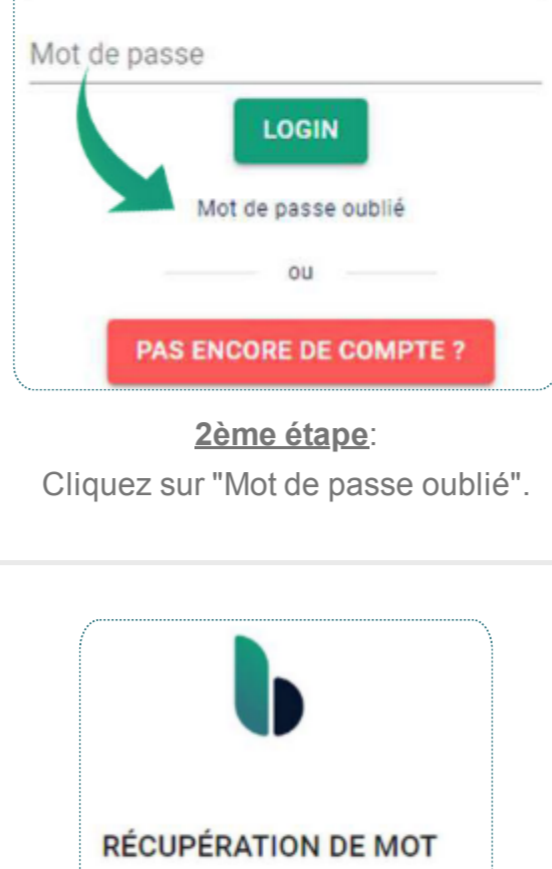 Mot de passe
LOGIN
Mot de passe oublié
ou
PAS ENCORE DE COMPTE ?
2ème étape:
Cliquez sur "Mot de passe oublié".
b
RÉCUPÉRATION DE MOT